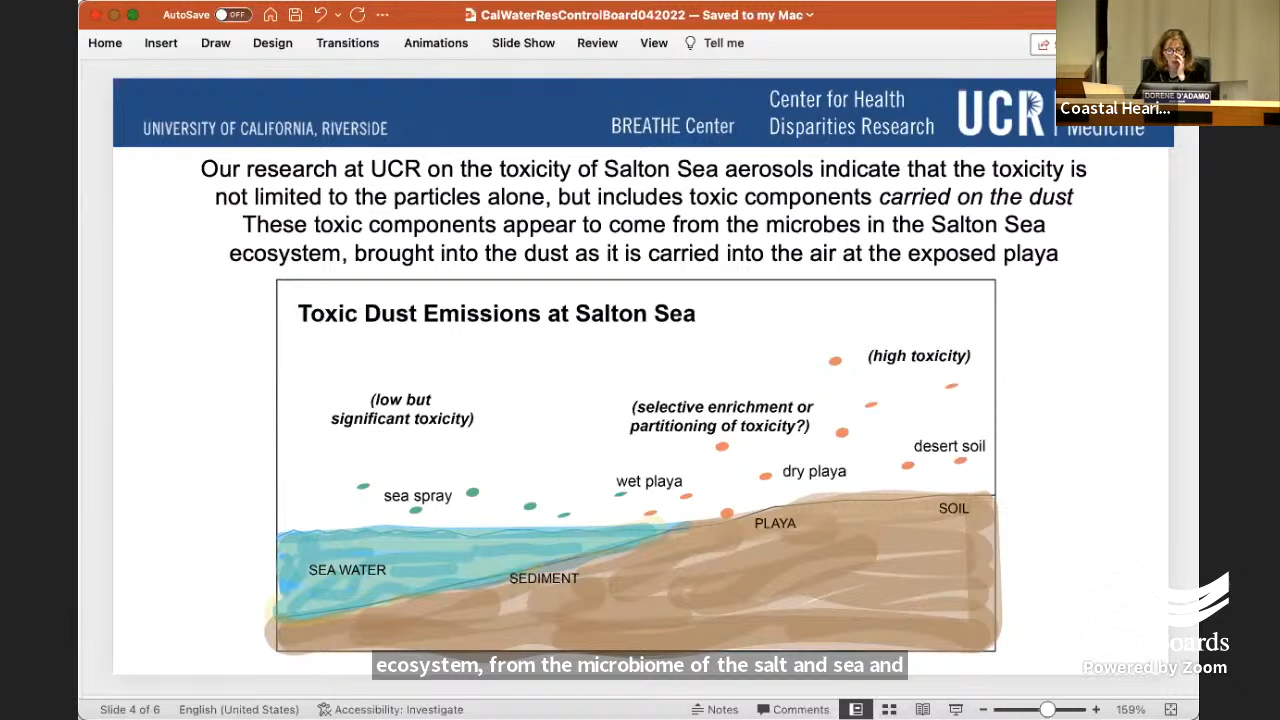 AutoSave OFF
CalWaterResControlBoard042022 — Saved to my Mac
Home Insert Draw Design Transitions Animations Slide Show Review View Tell me
DORENE D'ADAMO
Coastal Heari...
UNIVERSITY OF CALIFORNIA, RIVERSIDE
BREATHE Center
Center for Health
Disparities Research
UCR
Medicine
Our research at UCR on the toxicity of Salton Sea aerosols indicate that the toxicity is
not limited to the particles alone, but includes toxic components carried on the dust
These toxic components appear to come from the microbes in the Salton Sea
ecosystem, brought into the dust as it is carried into the air at the exposed playa
Toxic Dust Emissions at Salton Sea
(high toxicity)
(low but
significant toxicity)
(selective enrichment or
partitioning of toxicity?)
desert soil
dry playa
wet playa
sea spray
SOIL
PLAYA
SEA WATER
SEDIMENT
ecosystem, from the microbiome of the salt and sea and
Powered by Zoom
Slide 4 of 6 English (United States) Accessibility: Investigate Notes Comments 159%